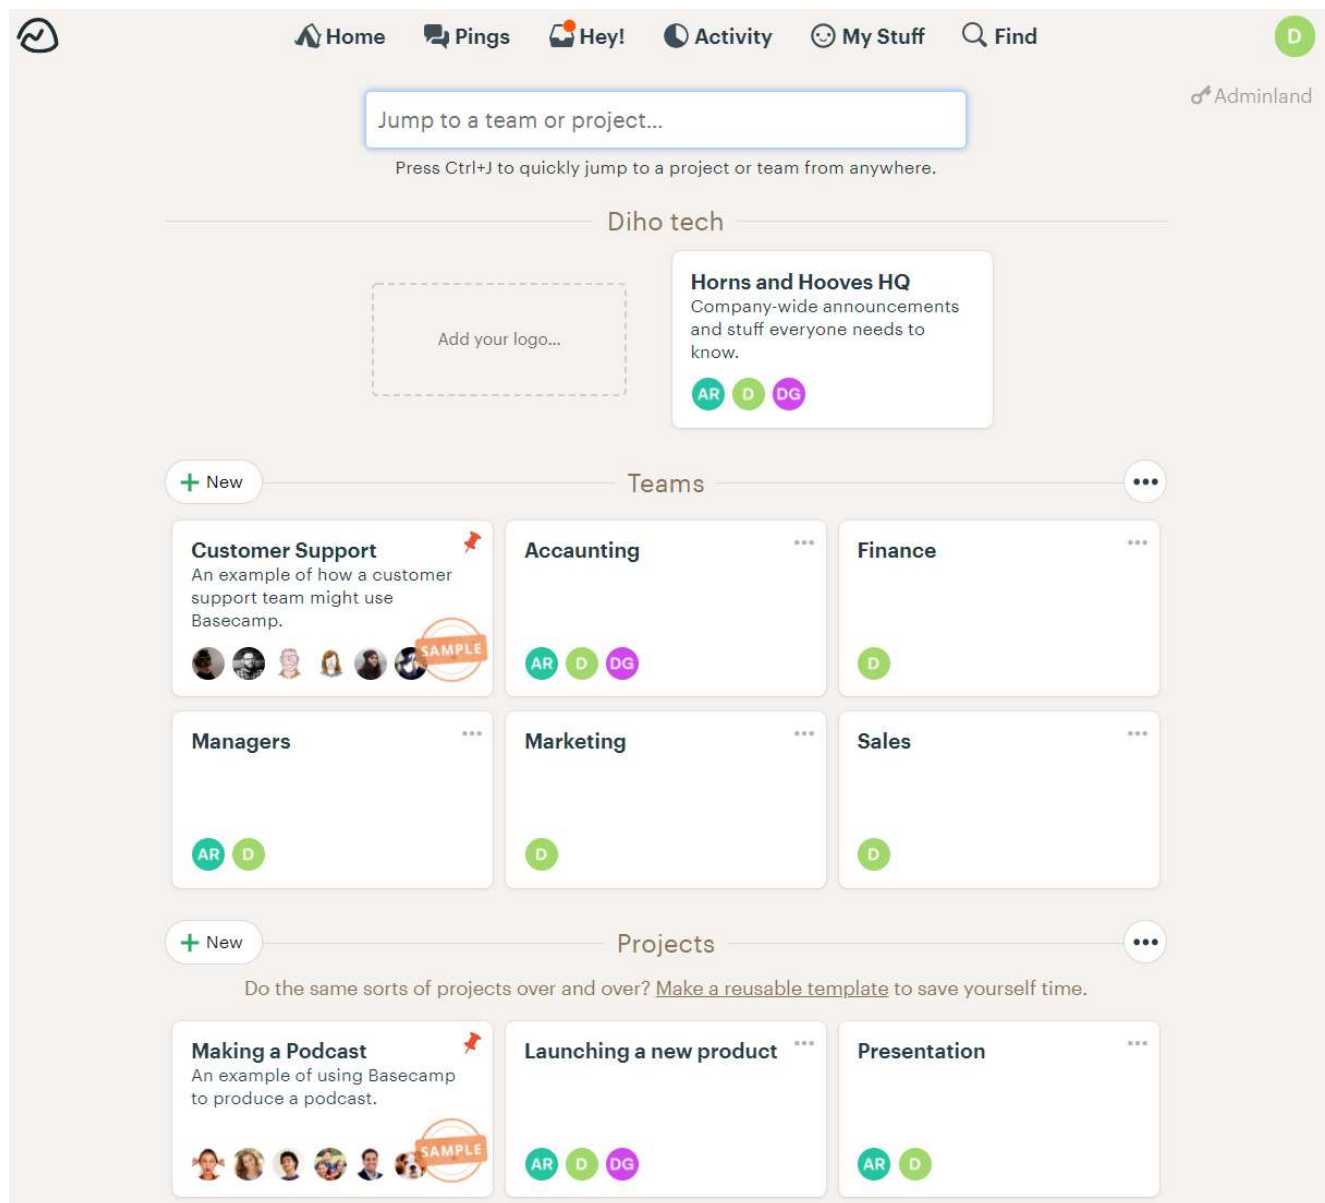 Home Pings Hey! Activity My Stuff Find D
Adminland
Jump to a team or project...
Press Ctrl+J to quickly jump to a project or team from anywhere.
Diho tech
Add your logo...
Horns and Hooves HQ
Company-wide announcements
and stuff everyone needs to
know.
AR D DG
+ New
Teams
Customer Support
An example of how a customer
support team might use
Basecamp.
SAMPLE
Accaunting
AR D DG
Finance
D
Managers
AR D
Marketing
D
Sales
D
+ New
Projects
Do the same sorts of projects over and over? Make a reusable template to save yourself time.
Making a Podcast
An example of using Basecamp
to produce a podcast.
SAMPLE
Launching a new product
AR D DG
Presentation
AR D